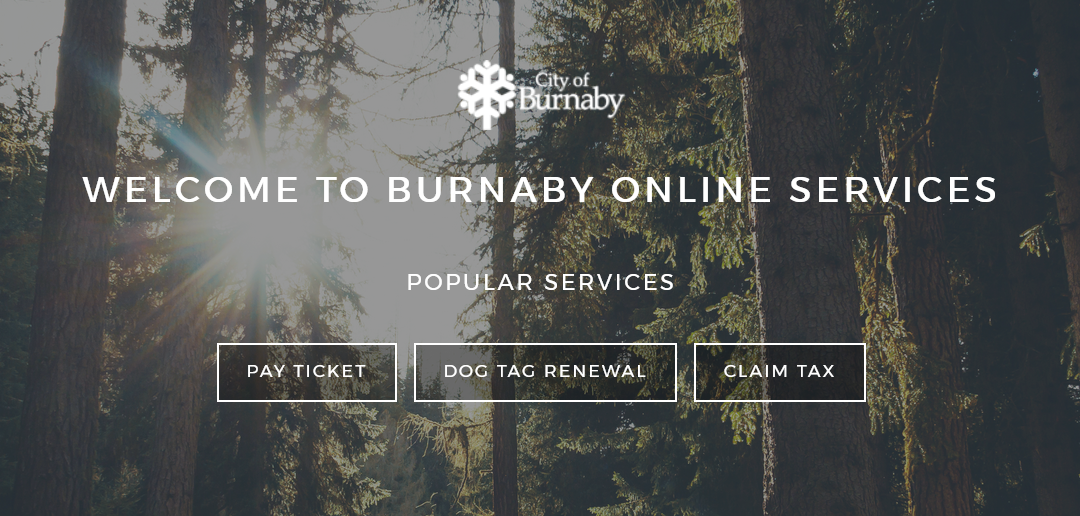 City of
Burnaby
WELCOME TO BURNABY ONLINE SERVICES
POPULAR SERVICES
PAY TICKET
DOG TAG RENEWAL
CLAIM TAX